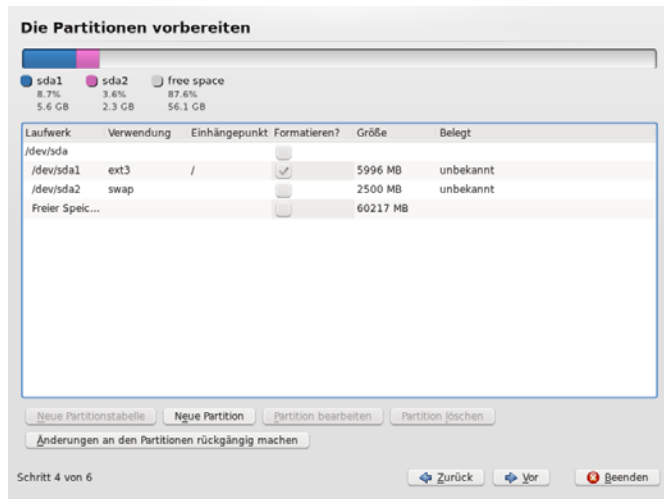 Die Partitionen vorbereiten
sda1 sda2 free space
8.7% 3.6% 87.6%
5.6 GB 2.3 GB 56.1 GB
Laufwerk Verwendung Einhängepunkt Formatieren? Größe Belegt
/dev/sda
/dev/sda1 ext3 / 5996 MB unbekannt
/dev/sda2 swap 2500 MB unbekannt
Freier Speic... 60217 MB
Neue Partitionstabelle Neue Partition Partition bearbeiten Partition löschen
Änderungen an den Partitionen rückgängig machen
Schritt 4 von 6 Zurück Vor Beenden